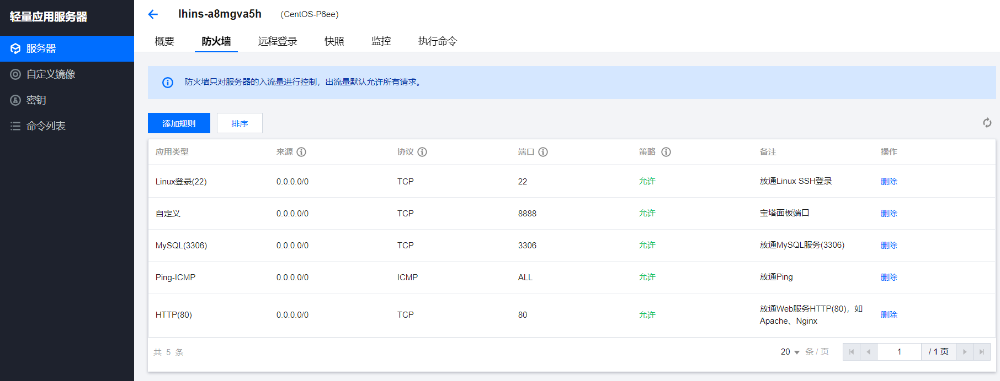 轻量应用服务器
lhins-a8mgva5h (CentOS-P6ee)
服务器
自定义镜像
密钥
命令列表
概要 防火墙 远程登录 快照 监控 执行命令
防火墙只对服务器的入流量进行控制，出流量默认允许所有请求。
添加规则 排序
应用类型 来源 协议 端口 策略 备注 操作
Linux登录(22) 0.0.0.0/0 TCP 22 允许 放通Linux SSH登录 删除
自定义 0.0.0.0/0 TCP 8888 允许 宝塔面板端口 删除
MySQL(3306) 0.0.0.0/0 TCP 3306 允许 放通MySQL服务(3306) 删除
Ping-ICMP 0.0.0.0/0 ICMP ALL 允许 放通Ping 删除
HTTP(80) 0.0.0.0/0 TCP 80 允许 放通Web服务HTTP(80)，如
Apache、Nginx 删除
共 5 条 20 条 / 页 1 / 1 页